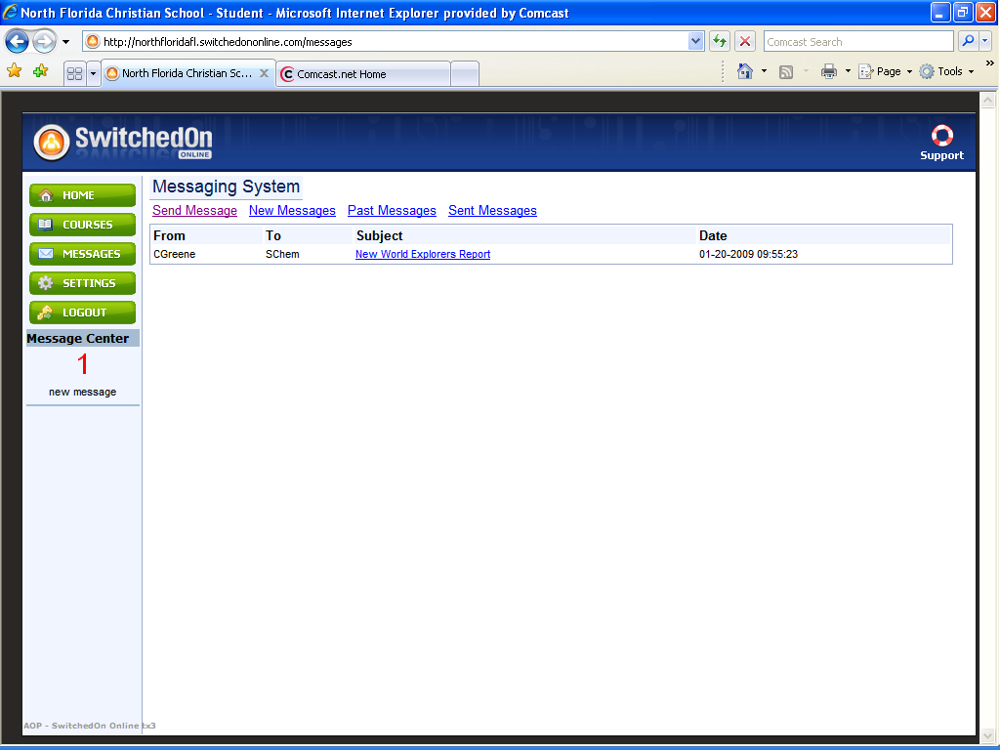 North Florida Christian School - Student - Microsoft Internet Explorer provided by Comcast
http://northfloridafl.switchedononline.com/messages
Comcast Search
North Florida Christian Sc...
Comcast.net Home
Page
Tools
SwitchedOn
ONLINE
Support
HOME
COURSES
MESSAGES
SETTINGS
LOGOUT
Message Center
1
new message
Messaging System
Send Message New Messages Past Messages Sent Messages
From To Subject Date
CGreene SChem New World Explorers Report 01-20-2009 09:55:23
AOP - SwitchedOn Online tx3